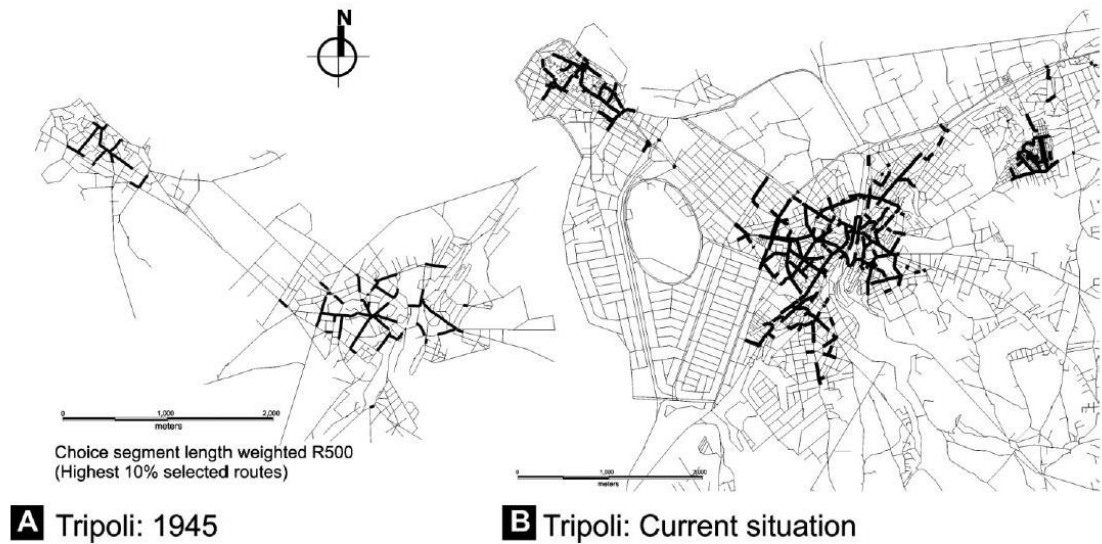 N
0 1,000 2,000
meters
Choice segment length weighted R500
(Highest 10% selected routes)
A Tripoli: 1945
0 1,000 2,000
meters
B Tripoli: Current situation